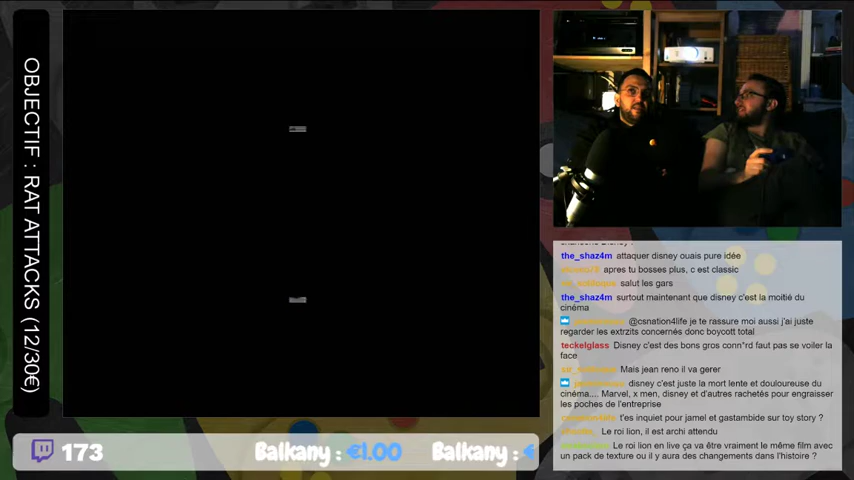 OBJECTIF : RAT ATTACKS (12/30€)
the_shaz4m attaquer disney ouais pure idée
apres tu bosses plus, c est classic
salut les gars
the_shaz4m surtout maintenant que disney c'est la moitié du
cinéma
@csnation4life je te rassure moi aussi j'ai juste
regarder les extrzits concernés donc boycott total
teckelglass Disney c'est des bons gros conn*rd faut pas se voiler la
face
Mais jean reno il va gerer
disney c'est juste la mort lente et douloureuse du
cinéma.... Marvel, x men, disney et d'autres rachetés pour engraisser
les poches de l'entreprise
t'es inquiet pour jamel et gastambide sur toy story ?
Le roi lion, il est archi attendu
Le roi lion en live ça va être vraiment le même film avec
un pack de texture ou il y aura des changements dans l'histoire ?
173
Balkany : €1.00
Balkany : €